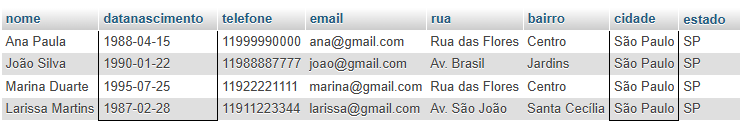 nome datanascimento telefone email rua bairro cidade estado
Ana Paula 1988-04-15 11999990000 ana@gmail.com Rua das Flores Centro São Paulo SP
João Silva 1990-01-22 11988887777 joao@gmail.com Av. Brasil Jardins São Paulo SP
Marina Duarte 1995-07-25 11922221111 marina@gmail.com Rua das Flores Centro São Paulo SP
Larissa Martins 1987-02-28 11911223344 larissa@gmail.com Av. São João Santa Cecília São Paulo SP